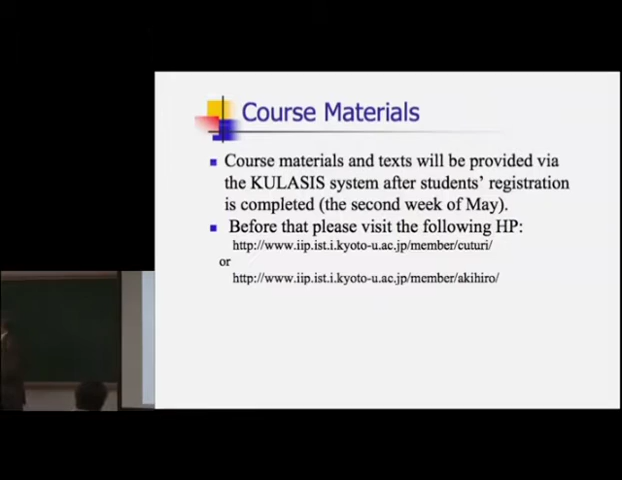 Course Materials
Course materials and texts will be provided via
the KULASIS system after students’ registration
is completed (the second week of May).
Before that please visit the following HP:
http://www.iip.ist.i.kyoto-u.ac.jp/member/cuturi/
or
http://www.iip.ist.i.kyoto-u.ac.jp/member/akihiro/